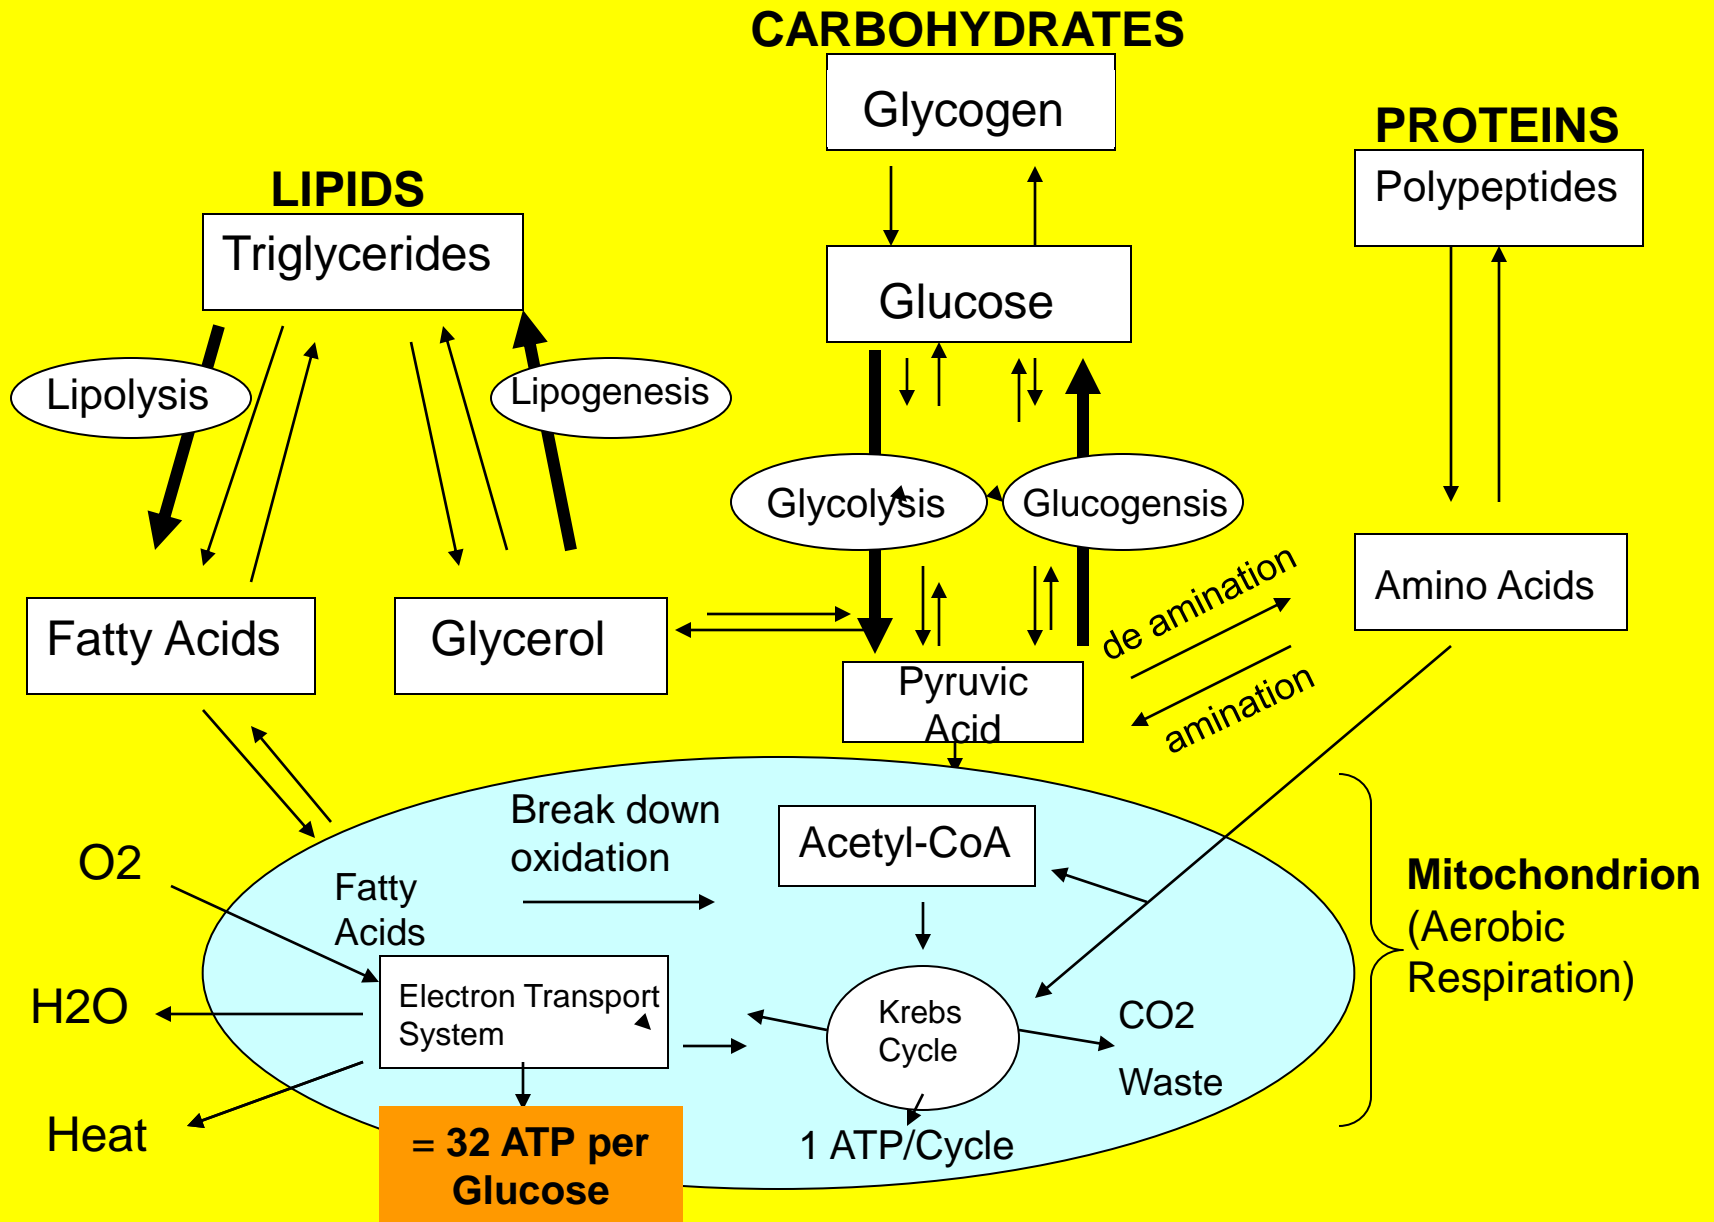 CARBOHYDRATES
Glycogen
PROTEINS
Polypeptides
LIPIDS
Triglycerides
Glucose
Lipolysis
Lipogenesis
Glycolysis
Glucogensis
de amination
Amino Acids
Fatty Acids
Glycerol
Pyruvic
Acid
amination
Break down
oxidation
Acetyl-CoA
O2
Fatty
Acids
Mitochondrion
(Aerobic
Respiration)
H2O
Electron Transport
System
Krebs
Cycle
CO2
Waste
Heat
= 32 ATP per
Glucose
1 ATP/Cycle